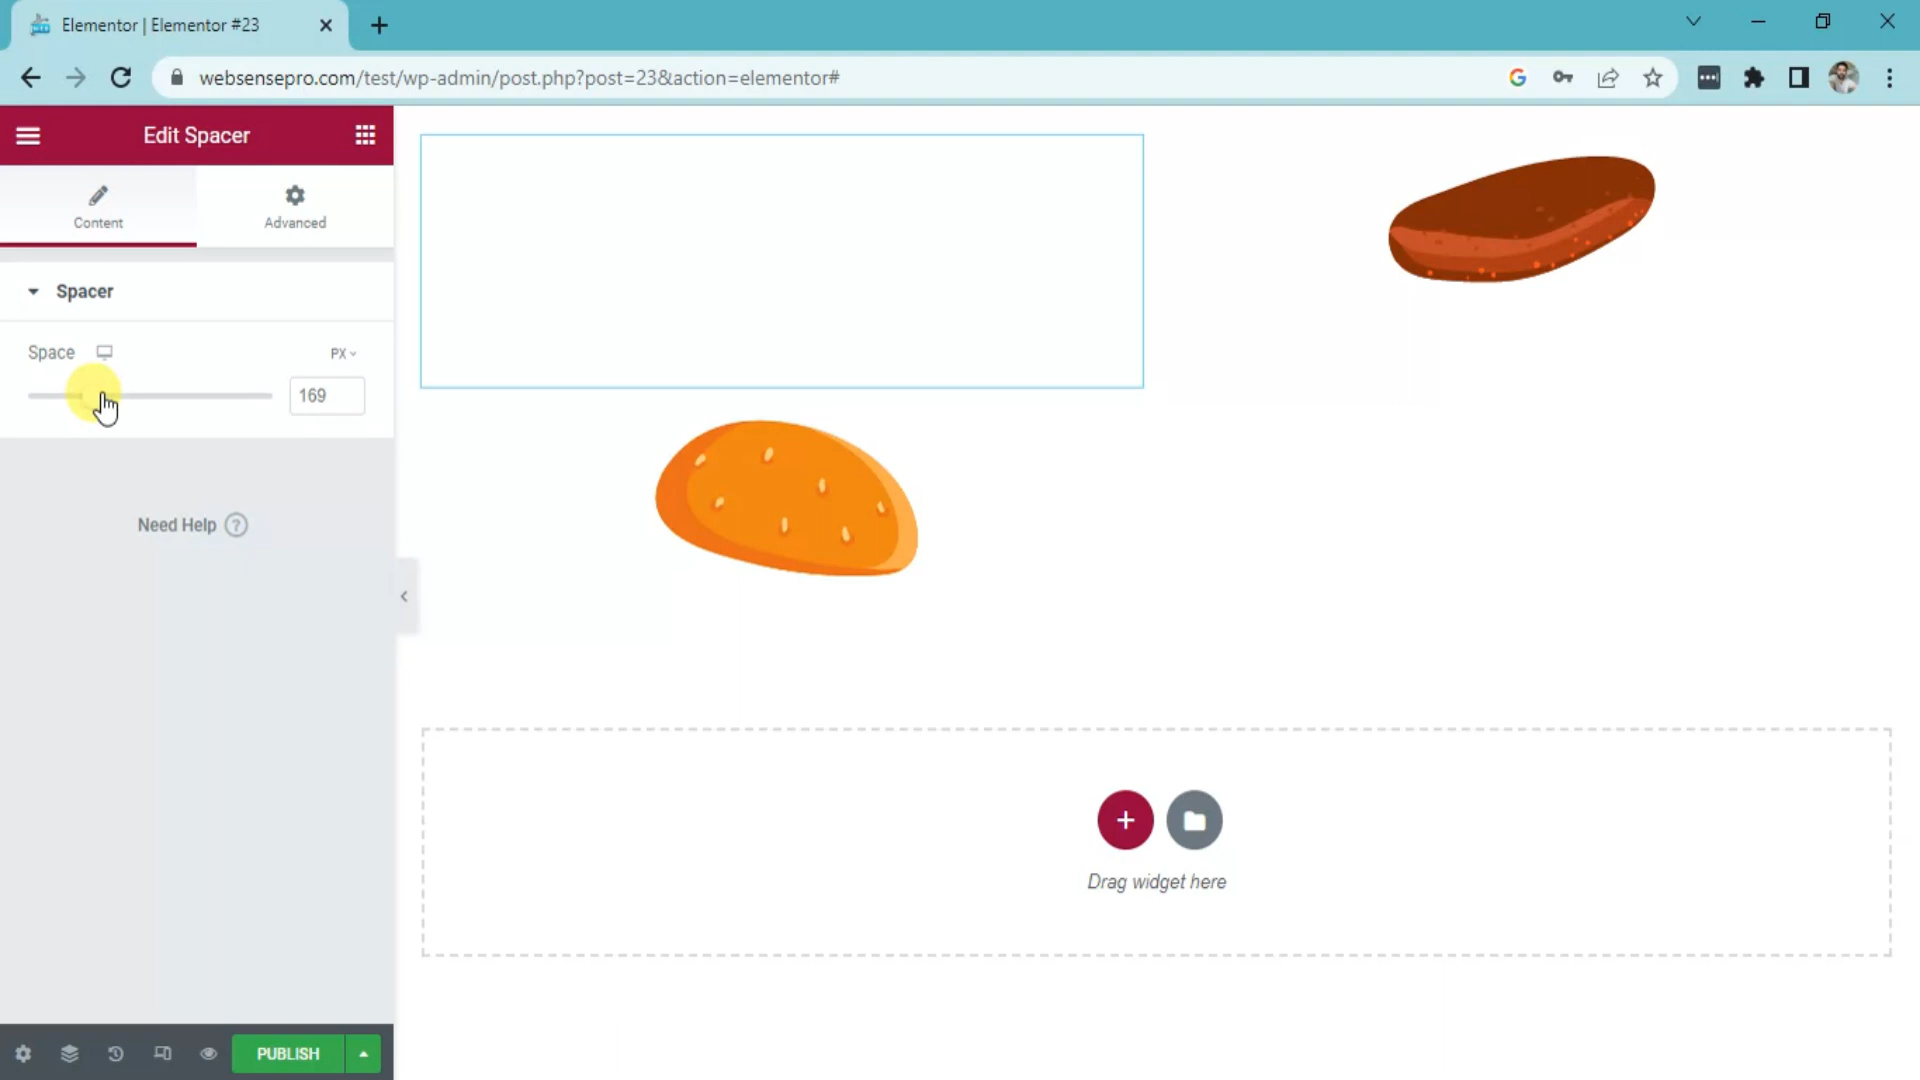 Elementor | Elementor #23
websensepro.com/test/wp-admin/post.php?post=23&action=elementor#
Edit Spacer
Content
Advanced
Spacer
Space
PX
169
Need Help ?
Drag widget here
PUBLISH